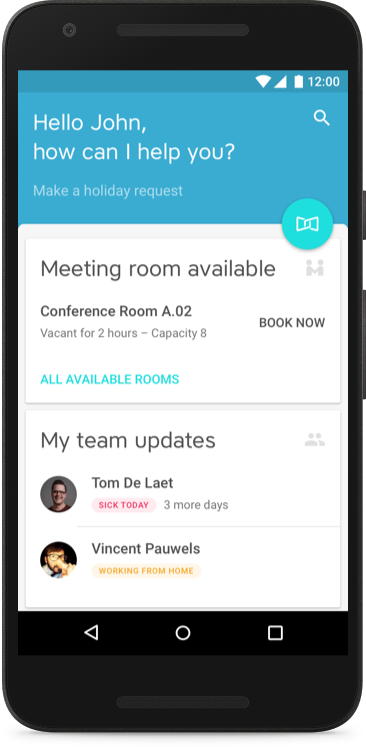 12:00
Hello John,
how can I help you?
Make a holiday request
Meeting room available
Conference Room A.02
Vacant for 2 hours – Capacity 8
BOOK NOW
ALL AVAILABLE ROOMS
My team updates
Tom De Laet
SICK TODAY 3 more days
Vincent Pauwels
WORKING FROM HOME